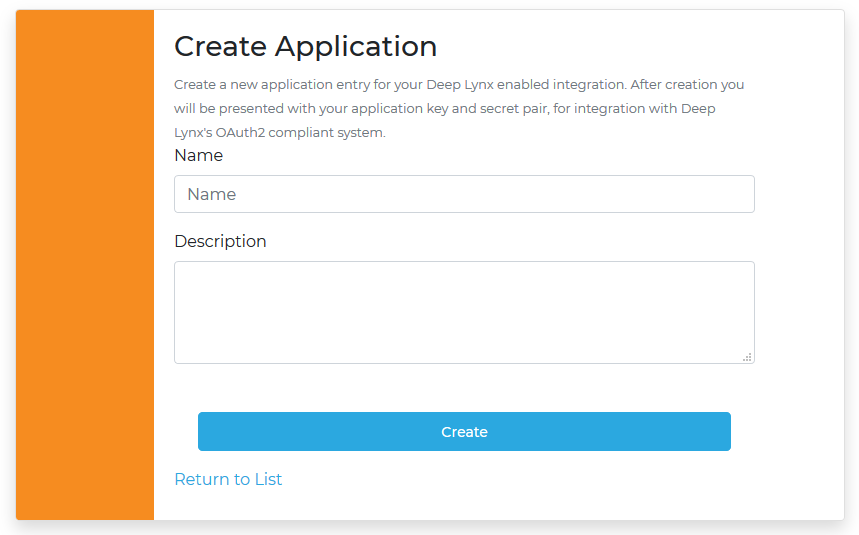 Create Application
Create a new application entry for your Deep Lynx enabled integration. After creation you
will be presented with your application key and secret pair, for integration with Deep
Lynx's OAuth2 compliant system.
Name
Name
Description
Create
Return to List